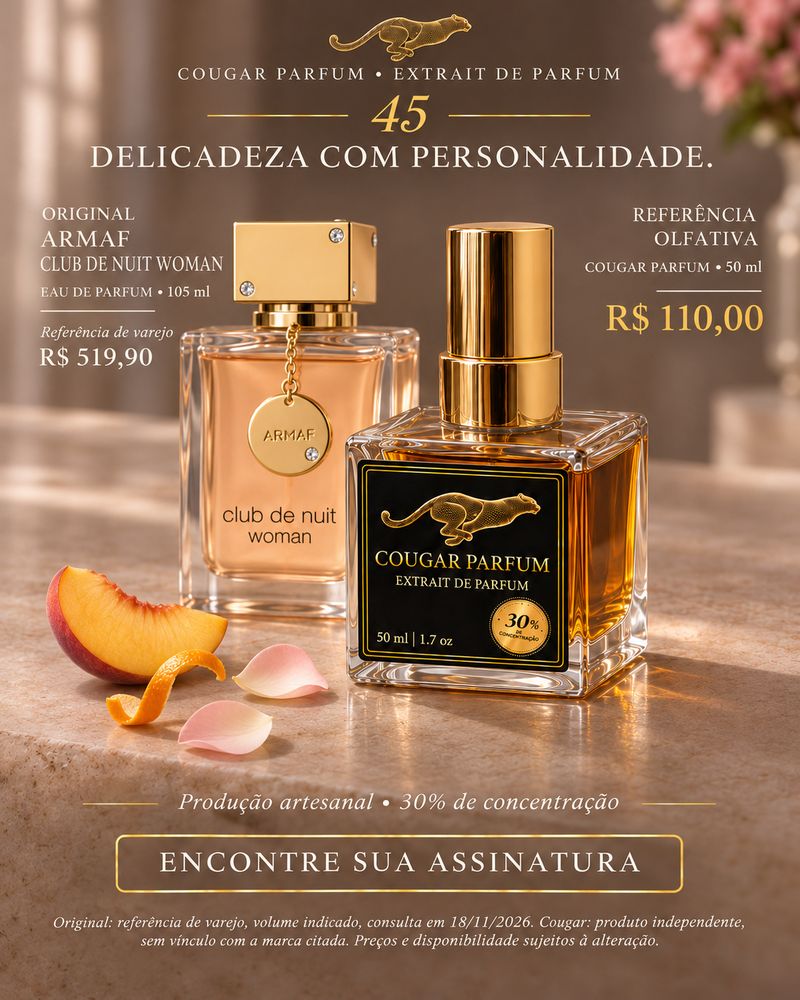 COUGAR PARFUM • EXTRAIT DE PARFUM
45
DELICADEZA COM PERSONALIDADE.
ORIGINAL
ARMAF
CLUB DE NUIT WOMAN
EAU DE PARFUM • 105 ml
Referência de varejo
R$ 519,90
REFERÊNCIA
OLFATIVA
COUGAR PARFUM • 50 ml
R$ 110,00
ARMAF
club de nuit
woman
COUGAR PARFUM
EXTRAIT DE PARFUM
30%
DE
CONCENTRAÇÃO
50 ml | 1.7 oz
Produção artesanal • 30% de concentração
ENCONTRE SUA ASSINATURA
Original: referência de varejo, volume indicado, consulta em 18/11/2026. Cougar: produto independente,
sem vínculo com a marca citada. Preços e disponibilidade sujeitos à alteração.